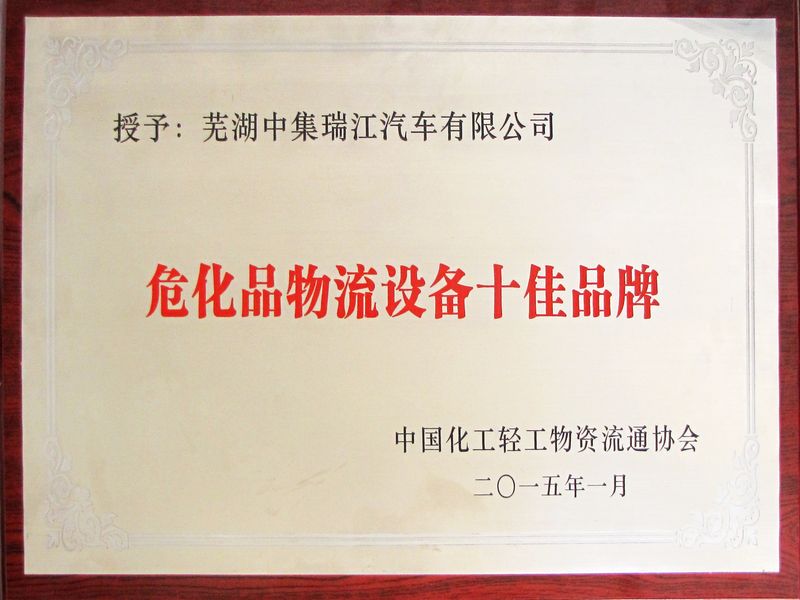 授予：芜湖中集瑞江汽车有限公司
危化品物流设备十佳品牌
中国化工轻工物资流通协会
二〇一五年一月